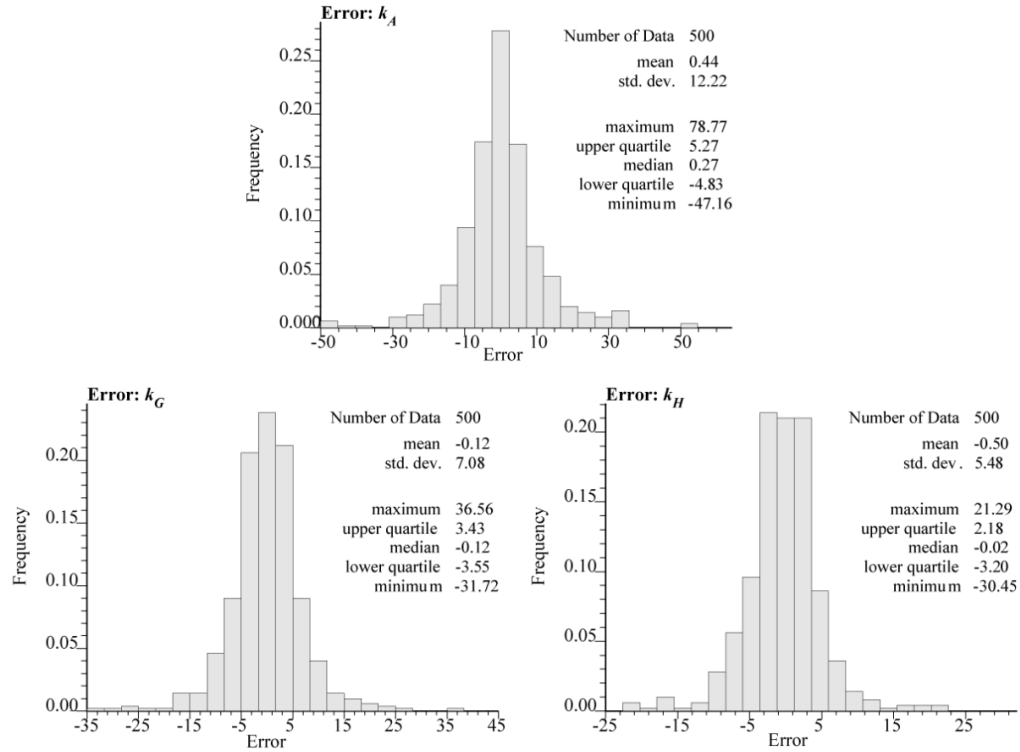 Error: k_A
Number of Data 500
mean 0.44
std. dev. 12.22
maximum 78.77
upper quartile 5.27
median 0.27
lower quartile -4.83
minimum -47.16
Frequency
0.25
0.20
0.15
0.10
0.05
0.000
-50 -30 -10 10 30 50
Error
Error: k_G
Number of Data 500
mean -0.12
std. dev. 7.08
maximum 36.56
upper quartile 3.43
median -0.12
lower quartile -3.55
minimum -31.72
Frequency
0.20
0.15
0.10
0.05
0.00
-35 -25 -15 -5 5 15 25 35 45
Error
Error: k_H
Number of Data 500
mean -0.50
std. dev. 5.48
maximum 21.29
upper quartile 2.18
median -0.02
lower quartile -3.20
minimum -30.45
Frequency
0.20
0.15
0.10
0.05
0.00
-25 -15 -5 5 15 25
Error